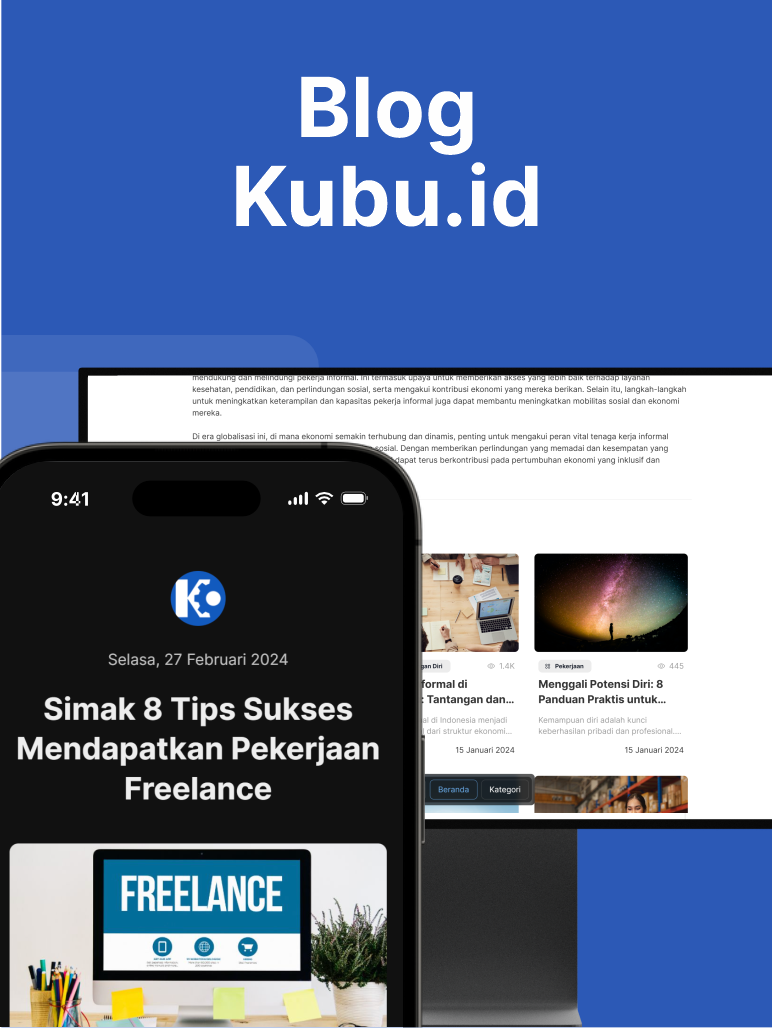 Blog
Kubu.id
mendukung dan melindungi pekerja informal. Ini termasuk upaya untuk memberikan akses yang lebih baik terhadap layanan
kesehatan, pendidikan, dan perlindungan sosial, serta mengakui kontribusi ekonomi yang mereka berikan. Selain itu, langkah-langkah
untuk meningkatkan keterampilan dan kapasitas pekerja informal juga dapat membantu meningkatkan mobilitas sosial dan ekonomi
mereka.
Di era globalisasi ini, di mana ekonomi semakin terhubung dan dinamis, penting untuk mengakui peran vital tenaga kerja informal
sosial. Dengan memberikan perlindungan yang memadai dan kesempatan yang
dapat terus berkontribusi pada pertumbuhan ekonomi yang inklusif dan
9:41
Selasa, 27 Februari 2024
Simak 8 Tips Sukses
Mendapatkan Pekerjaan
Freelance
FREELANCE
gan Diri
1.4K
formal di
: Tantangan dan...
al di Indonesia menjadi
dari struktur ekonomi...
15 Januari 2024
Pekerjaan
445
Menggali Potensi Diri: 8
Panduan Praktis untuk...
Kemampuan diri adalah kunci
keberhasilan pribadi dan profesional....
15 Januari 2024
Beranda
Kategori